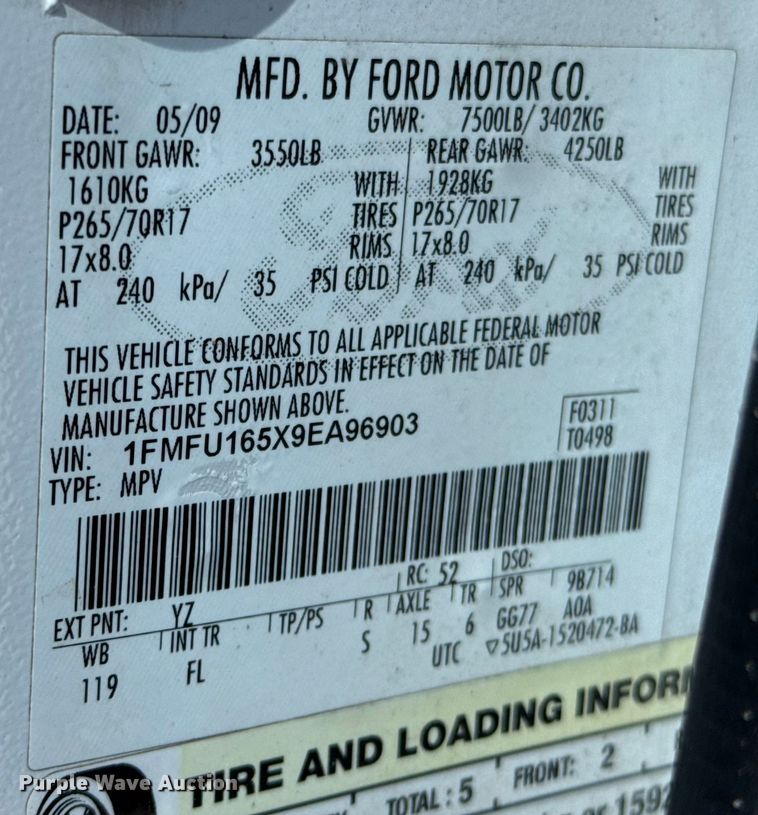 MFD. BY FORD MOTOR CO.
DATE: 05/09 GVWR: 7500LB/ 3402KG
FRONT GAWR: 3550LB REAR GAWR: 4250LB
1610KG WITH 1928KG WITH
P265/70R17 TIRES P265/70R17 TIRES
17x8.0 RIMS 17x8.0 RIMS
AT 240 kPa/ 35 PSI COLD AT 240 kPa/ 35 PSI COLD
THIS VEHICLE CONFORMS TO ALL APPLICABLE FEDERAL MOTOR
VEHICLE SAFETY STANDARDS IN EFFECT ON THE DATE OF
MANUFACTURE SHOWN ABOVE.
F0311
VIN: 1FMFU165X9EA96903
T0498
TYPE: MPV
EXT PNT: YZ RC: 52 DSO:
WB INT TR TP/PS R AXLE TR SPR 98714
119 FL S 15 6 GG77 A0A
UTC ▽5U5A-1520472-BA
TIRE AND LOADING
TOTAL: 5 FRONT: 2
or 1592
Purple Wave Auction